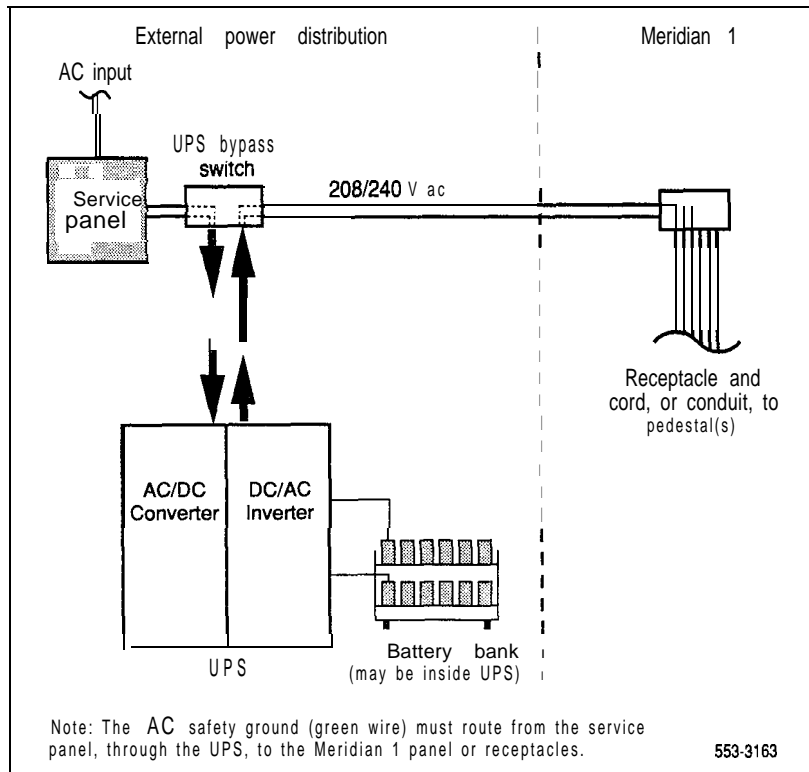 External power distribution
Meridian 1
AC input
UPS bypass
switch
208/240 V ac
Service
panel
Receptacle and
cord, or conduit, to
pedestal(s)
AC/DC
Converter
DC/AC
Inverter
UPS
Battery bank
(may be inside UPS)
Note: The AC safety ground (green wire) must route from the service
panel, through the UPS, to the Meridian 1 panel or receptacles.
553-3163